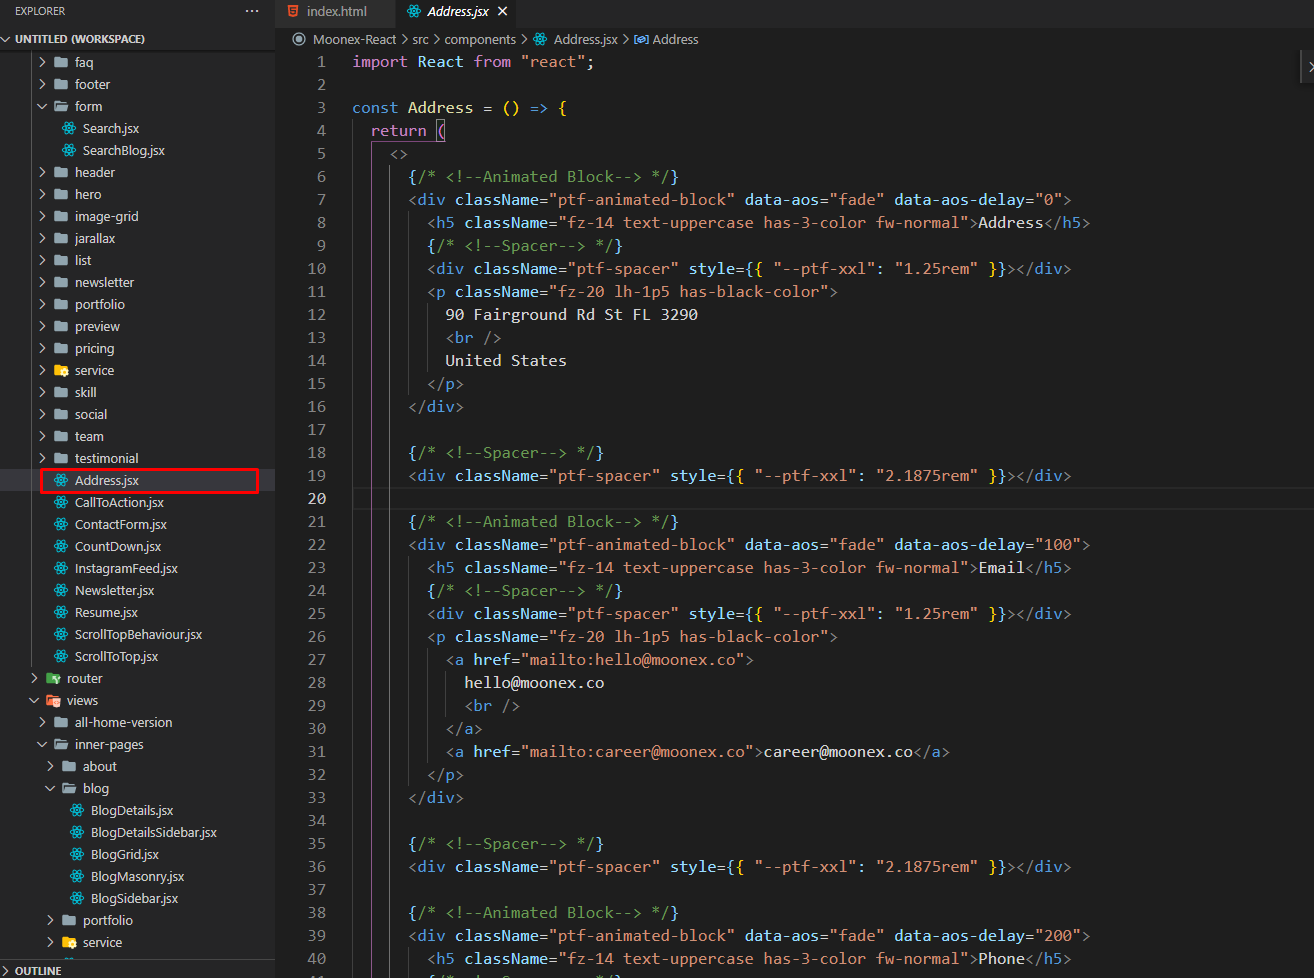 EXPLORER
UNTITLED (WORKSPACE)
faq
footer
form
Search.jsx
SearchBlog.jsx
header
hero
image-grid
jarallax
list
newsletter
portfolio
preview
pricing
service
skill
social
team
testimonial
Address.jsx
CallToAction.jsx
ContactForm.jsx
CountDown.jsx
InstagramFeed.jsx
Newsletter.jsx
Resume.jsx
ScrollTopBehaviour.jsx
ScrollToTop.jsx
router
views
all-home-version
inner-pages
about
blog
BlogDetails.jsx
BlogDetailsSidebar.jsx
BlogGrid.jsx
BlogMasonry.jsx
BlogSidebar.jsx
portfolio
service
OUTLINE
index.html
Address.jsx
Moonex-React > src > components > Address.jsx > Address
1 import React from "react";
2
3 const Address = () => {
4 return (
5 <>
6 {/* <!--Animated Block--> */}
7 <div className="ptf-animated-block" data-aos="fade" data-aos-delay="0">
8 <h5 className="fz-14 text-uppercase has-3-color fw-normal">Address</h5>
9 {/* <!--Spacer--> */}
10 <div className="ptf-spacer" style={{ "--ptf-xxl": "1.25rem" }}></div>
11 <p className="fz-20 lh-1p5 has-black-color">
12 90 Fairground Rd St FL 3290
13 <br />
14 United States
15 </p>
16 </div>
17
18 {/* <!--Spacer--> */}
19 <div className="ptf-spacer" style={{ "--ptf-xxl": "2.1875rem" }}></div>
20
21 {/* <!--Animated Block--> */}
22 <div className="ptf-animated-block" data-aos="fade" data-aos-delay="100">
23 <h5 className="fz-14 text-uppercase has-3-color fw-normal">Email</h5>
24 {/* <!--Spacer--> */}
25 <div className="ptf-spacer" style={{ "--ptf-xxl": "1.25rem" }}></div>
26 <p className="fz-20 lh-1p5 has-black-color">
27 <a href="mailto:hello@moonex.co">
28 hello@moonex.co
29 <br />
30 </a>
31 <a href="mailto:career@moonex.co">career@moonex.co</a>
32 </p>
33 </div>
34
35 {/* <!--Spacer--> */}
36 <div className="ptf-spacer" style={{ "--ptf-xxl": "2.1875rem" }}></div>
37
38 {/* <!--Animated Block--> */}
39 <div className="ptf-animated-block" data-aos="fade" data-aos-delay="200">
40 <h5 className="fz-14 text-uppercase has-3-color fw-normal">Phone</h5>